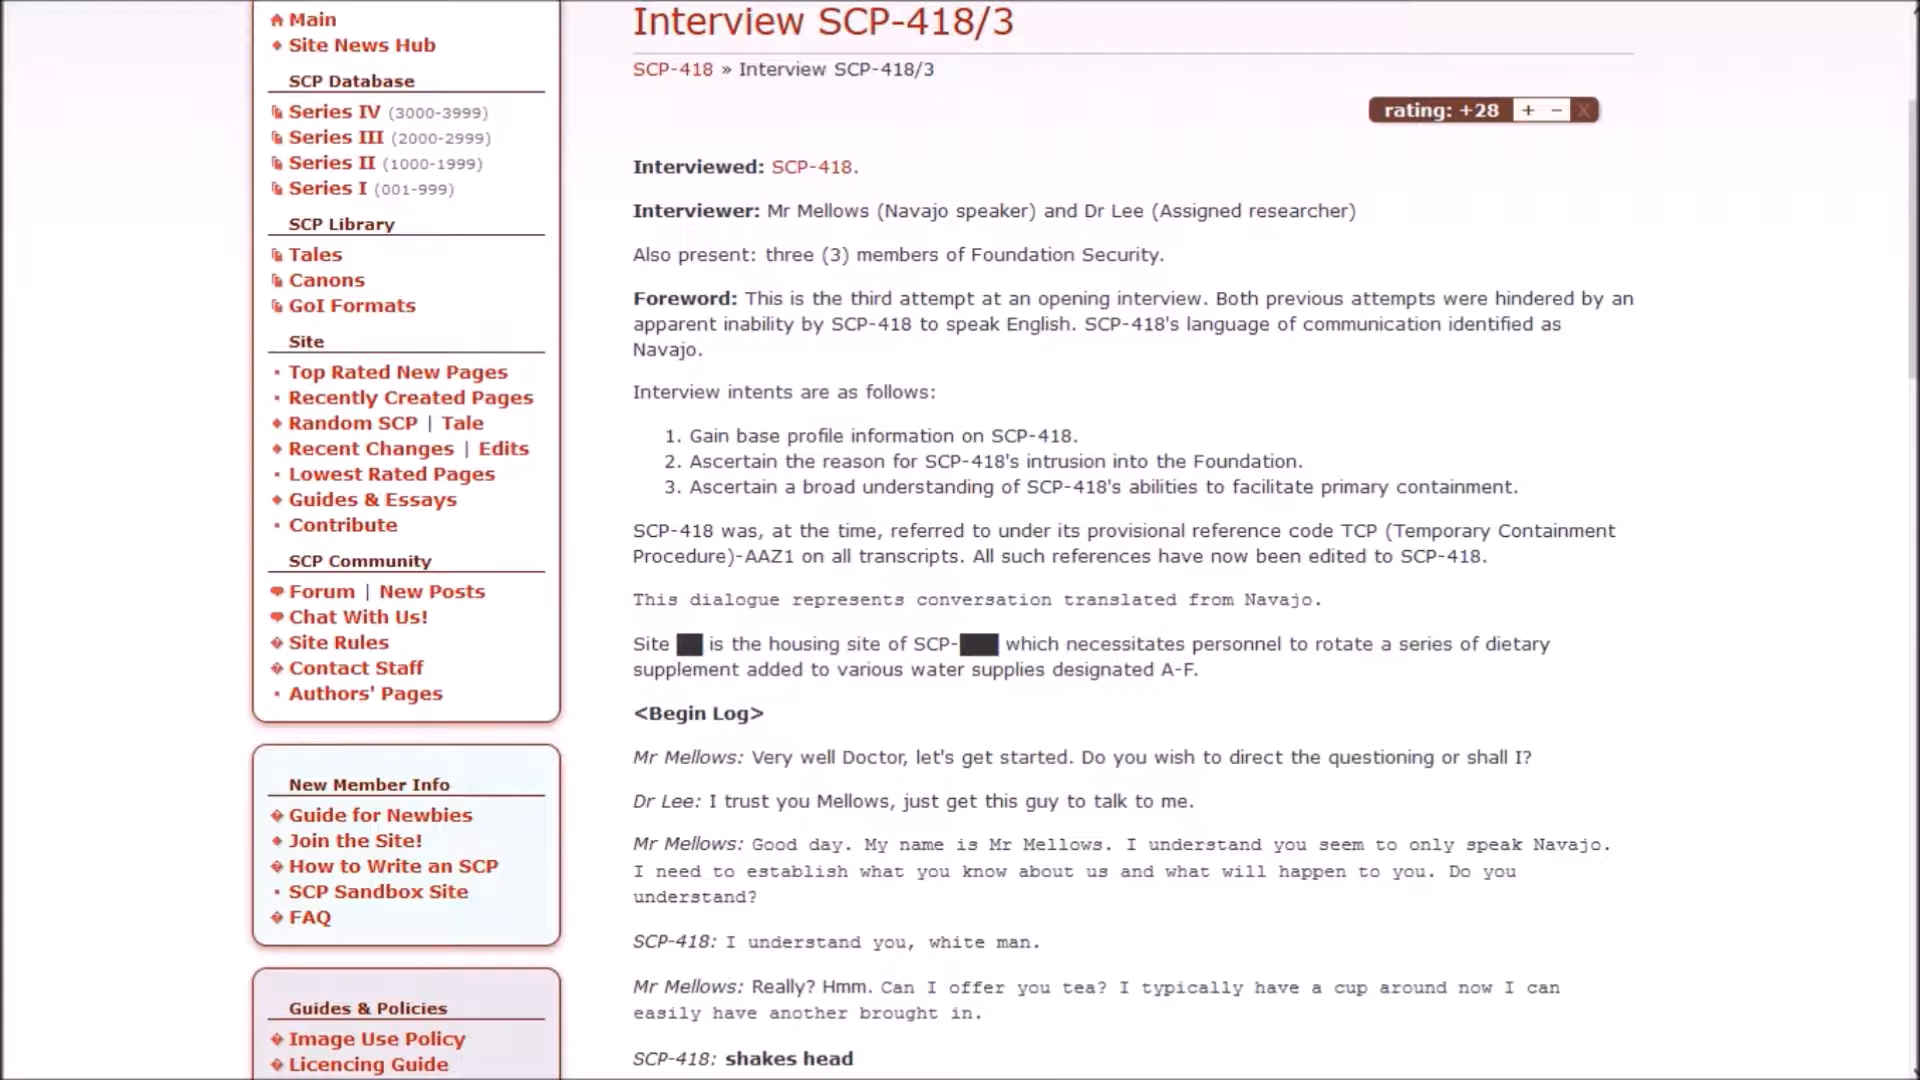 Main
Site News Hub
SCP Database
Series IV (3000-3999)
Series III (2000-2999)
Series II (1000-1999)
Series I (001-999)
SCP Library
Tales
Canons
GoI Formats
Site
Top Rated New Pages
Recently Created Pages
Random SCP | Tale
Recent Changes | Edits
Lowest Rated Pages
Guides & Essays
Contribute
SCP Community
Forum | New Posts
Chat With Us!
Site Rules
Contact Staff
Authors' Pages
New Member Info
Guide for Newbies
Join the Site!
How to Write an SCP
SCP Sandbox Site
FAQ
Guides & Policies
Image Use Policy
Licencing Guide
Interview SCP-418/3
SCP-418 » Interview SCP-418/3
rating: +28 + − X
Interviewed: SCP-418.
Interviewer: Mr Mellows (Navajo speaker) and Dr Lee (Assigned researcher)
Also present: three (3) members of Foundation Security.
Foreword: This is the third attempt at an opening interview. Both previous attempts were hindered by an
apparent inability by SCP-418 to speak English. SCP-418's language of communication identified as
Navajo.
Interview intents are as follows:
1. Gain base profile information on SCP-418.
2. Ascertain the reason for SCP-418's intrusion into the Foundation.
3. Ascertain a broad understanding of SCP-418's abilities to facilitate primary containment.
SCP-418 was, at the time, referred to under its provisional reference code TCP (Temporary Containment
Procedure)-AAZ1 on all transcripts. All such references have now been edited to SCP-418.
This dialogue represents conversation translated from Navajo.
Site ██ is the housing site of SCP-███ which necessitates personnel to rotate a series of dietary
supplement added to various water supplies designated A-F.
<Begin Log>
Mr Mellows: Very well Doctor, let's get started. Do you wish to direct the questioning or shall I?
Dr Lee: I trust you Mellows, just get this guy to talk to me.
Mr Mellows: Good day. My name is Mr Mellows. I understand you seem to only speak Navajo.
I need to establish what you know about us and what will happen to you. Do you
understand?
SCP-418: I understand you, white man.
Mr Mellows: Really? Hmm. Can I offer you tea? I typically have a cup around now I can
easily have another brought in.
SCP-418: shakes head